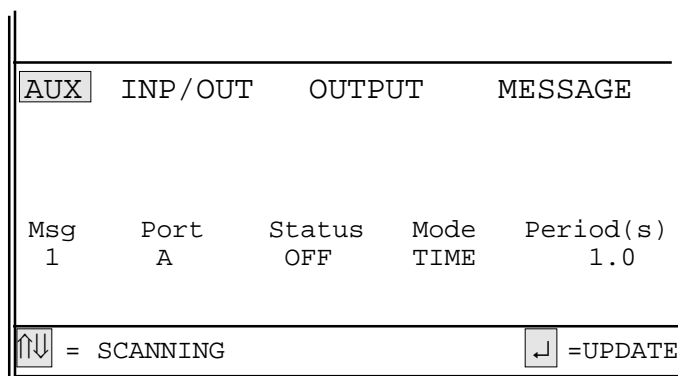 AUX INP/OUT OUTPUT MESSAGE
Msg Port Status Mode Period(s)
1 A OFF TIME 1.0
⇑⇓ = SCANNING ↵ =UPDATE